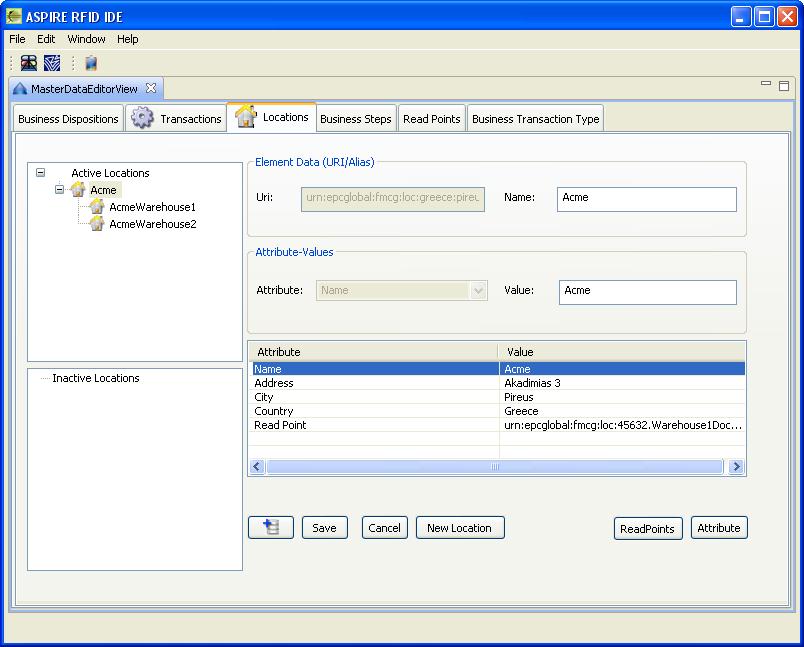 ASPIRE RFID IDE
File Edit Window Help
MasterDataEditorView
Business Dispositions Transactions Locations Business Steps Read Points Business Transaction Type
Active Locations
Acme
AcmeWarehouse1
AcmeWarehouse2
Inactive Locations
Element Data (URI/Alias)
Uri: urn:epcglobal:fmcg:loc:greece:pireu Name: Acme
Attribute-Values
Attribute: Name Value: Acme
Attribute Value
Name Acme
Address Akadimias 3
City Pireus
Country Greece
Read Point urn:epcglobal:fmcg:loc:45632.Warehouse1Doc...
Save Cancel New Location ReadPoints Attribute